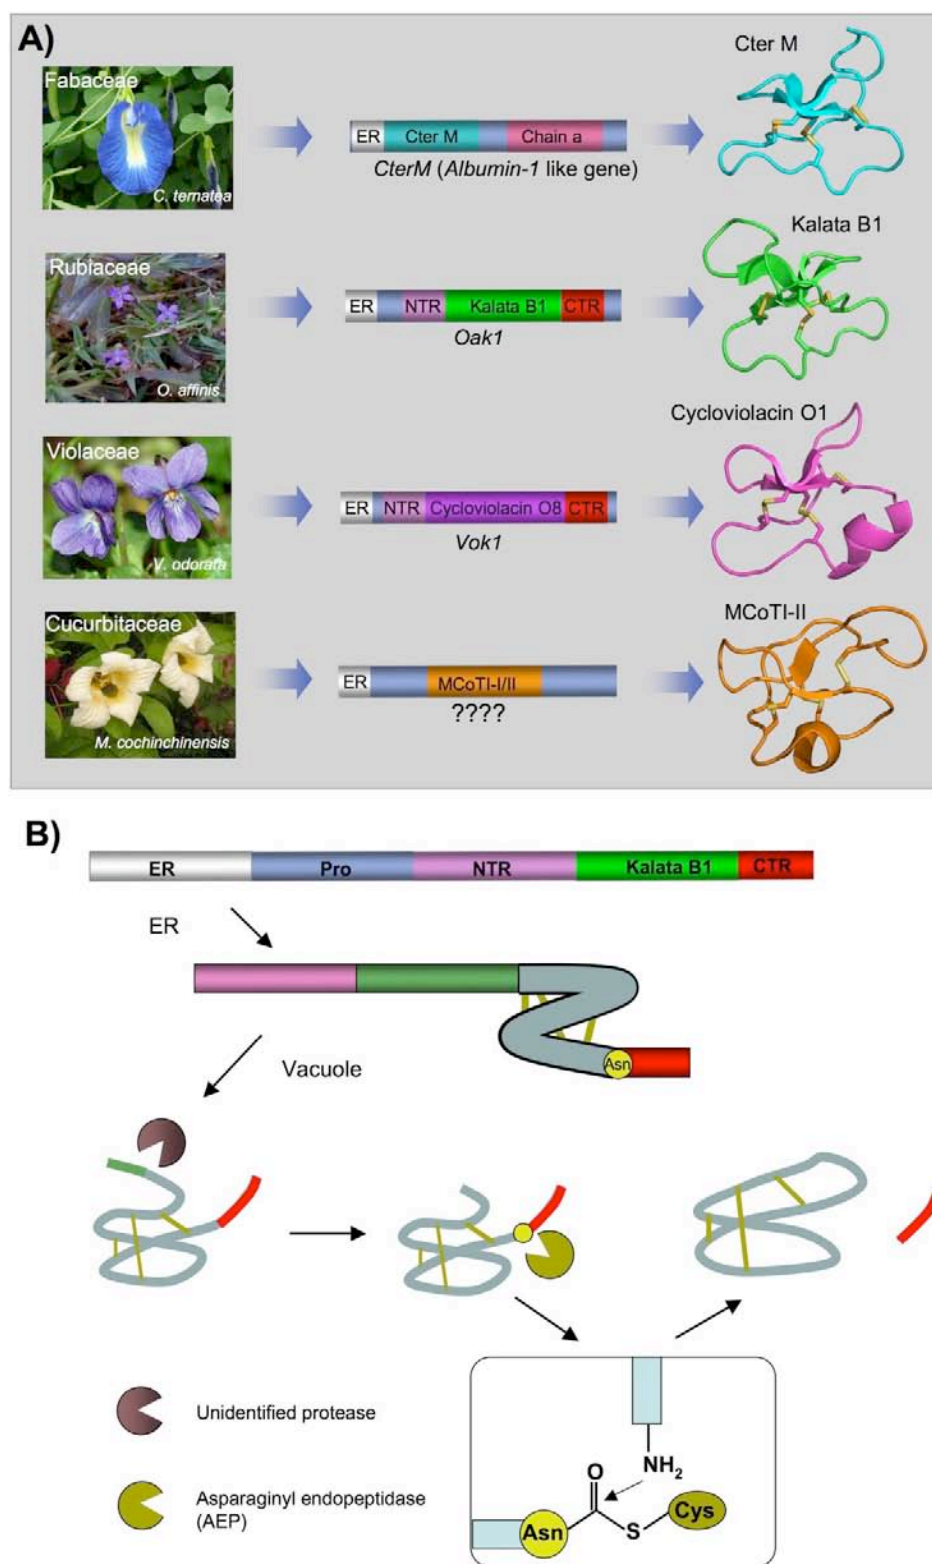 A)
Fabaceae
C. ternatea
ER Cter M Chain a
CterM (Albumin-1 like gene)
Cter M
Rubiaceae
O. affinis
ER NTR Kalata B1 CTR
Oak1
Kalata B1
Violaceae
V. odorata
ER NTR Cycloviolacin O8 CTR
Vok1
Cycloviolacin O1
Cucurbitaceae
M. cochinchinensis
ER MCoTI-I/II
????
MCoTI-II
B)
ER Pro NTR Kalata B1 CTR
ER
Asn
Vacuole
Unidentified protease
Asparaginyl endopeptidase
(AEP)
NH2
O
Asn S Cys